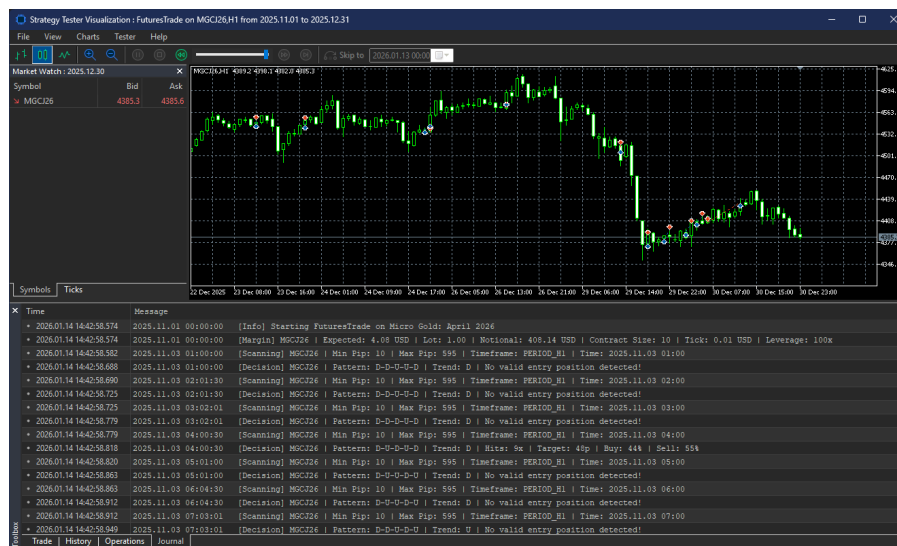 Strategy Tester Visualization : FuturesTrade on MGCJ26,H1 from 2025.11.01 to 2025.12.31
File View Charts Tester Help
Skip to 2026.01.13 00:00
Market Watch : 2025.12.30
Symbol Bid Ask
MGCJ26 4385.3 4385.6
MGCJ26,H1 4389.2 4390.1 4382.0 4385.3
4625.
4594.
4563.
4532.
4501.
4470.
4439.
4408.
4385.
4377.
4346.
22 Dec 2025 23 Dec 08:00 23 Dec 16:00 24 Dec 01:00 24 Dec 09:00 24 Dec 17:00 26 Dec 05:00 26 Dec 13:00 26 Dec 21:00 29 Dec 06:00 29 Dec 14:00 29 Dec 22:00 30 Dec 07:00 30 Dec 15:00 30 Dec 23:00
Symbols Ticks
Time Message
2026.01.14 14:42:58.574 2025.11.01 00:00:00 [Info] Starting FuturesTrade on Micro Gold: April 2026
2026.01.14 14:42:58.574 2025.11.01 00:00:00 [Margin] MGCJ26 | Expected: 4.08 USD | Lot: 1.00 | Notional: 408.14 USD | Contract Size: 10 | Tick: 0.01 USD | Leverage: 100x
2026.01.14 14:42:58.582 2025.11.03 01:00:00 [Scanning] MGCJ26 | Min Pip: 10 | Max Pip: 595 | Timeframe: PERIOD_H1 | Time: 2025.11.03 01:00
2026.01.14 14:42:58.688 2025.11.03 01:00:00 [Decision] MGCJ26 | Pattern: D-D-U-U-D | Trend: D | No valid entry position detected!
2026.01.14 14:42:58.690 2025.11.03 02:01:30 [Scanning] MGCJ26 | Min Pip: 10 | Max Pip: 595 | Timeframe: PERIOD_H1 | Time: 2025.11.03 02:00
2026.01.14 14:42:58.725 2025.11.03 02:01:30 [Decision] MGCJ26 | Pattern: D-D-D-U-U | Trend: D | No valid entry position detected!
2026.01.14 14:42:58.725 2025.11.03 03:02:01 [Scanning] MGCJ26 | Min Pip: 10 | Max Pip: 595 | Timeframe: PERIOD_H1 | Time: 2025.11.03 03:00
2026.01.14 14:42:58.779 2025.11.03 03:02:01 [Decision] MGCJ26 | Pattern: U-D-D-U-D | Trend: D | No valid entry position detected!
2026.01.14 14:42:58.779 2025.11.03 04:00:30 [Scanning] MGCJ26 | Min Pip: 10 | Max Pip: 595 | Timeframe: PERIOD_H1 | Time: 2025.11.03 04:00
2026.01.14 14:42:58.818 2025.11.03 04:00:30 [Decision] MGCJ26 | Pattern: D-U-D-U-D | Trend: D | Hits: 9x | Target: 48p | Buy: 44% | Sell: 55%
2026.01.14 14:42:58.820 2025.11.03 05:01:00 [Scanning] MGCJ26 | Min Pip: 10 | Max Pip: 595 | Timeframe: PERIOD_H1 | Time: 2025.11.03 05:00
2026.01.14 14:42:58.863 2025.11.03 05:01:00 [Decision] MGCJ26 | Pattern: D-U-U-D-U | Trend: D | No valid entry position detected!
2026.01.14 14:42:58.863 2025.11.03 06:04:30 [Scanning] MGCJ26 | Min Pip: 10 | Max Pip: 595 | Timeframe: PERIOD_H1 | Time: 2025.11.03 06:00
2026.01.14 14:42:58.912 2025.11.03 06:04:30 [Decision] MGCJ26 | Pattern: D-U-D-U-U | Trend: D | No valid entry position detected!
2026.01.14 14:42:58.912 2025.11.03 07:03:01 [Scanning] MGCJ26 | Min Pip: 10 | Max Pip: 595 | Timeframe: PERIOD_H1 | Time: 2025.11.03 07:00
2026.01.14 14:42:58.949 2025.11.03 07:03:01 [Decision] MGCJ26 | Pattern: D-U-D-D-U | Trend: U | No valid entry position detected!
Toolbox
Trade History Operations Journal